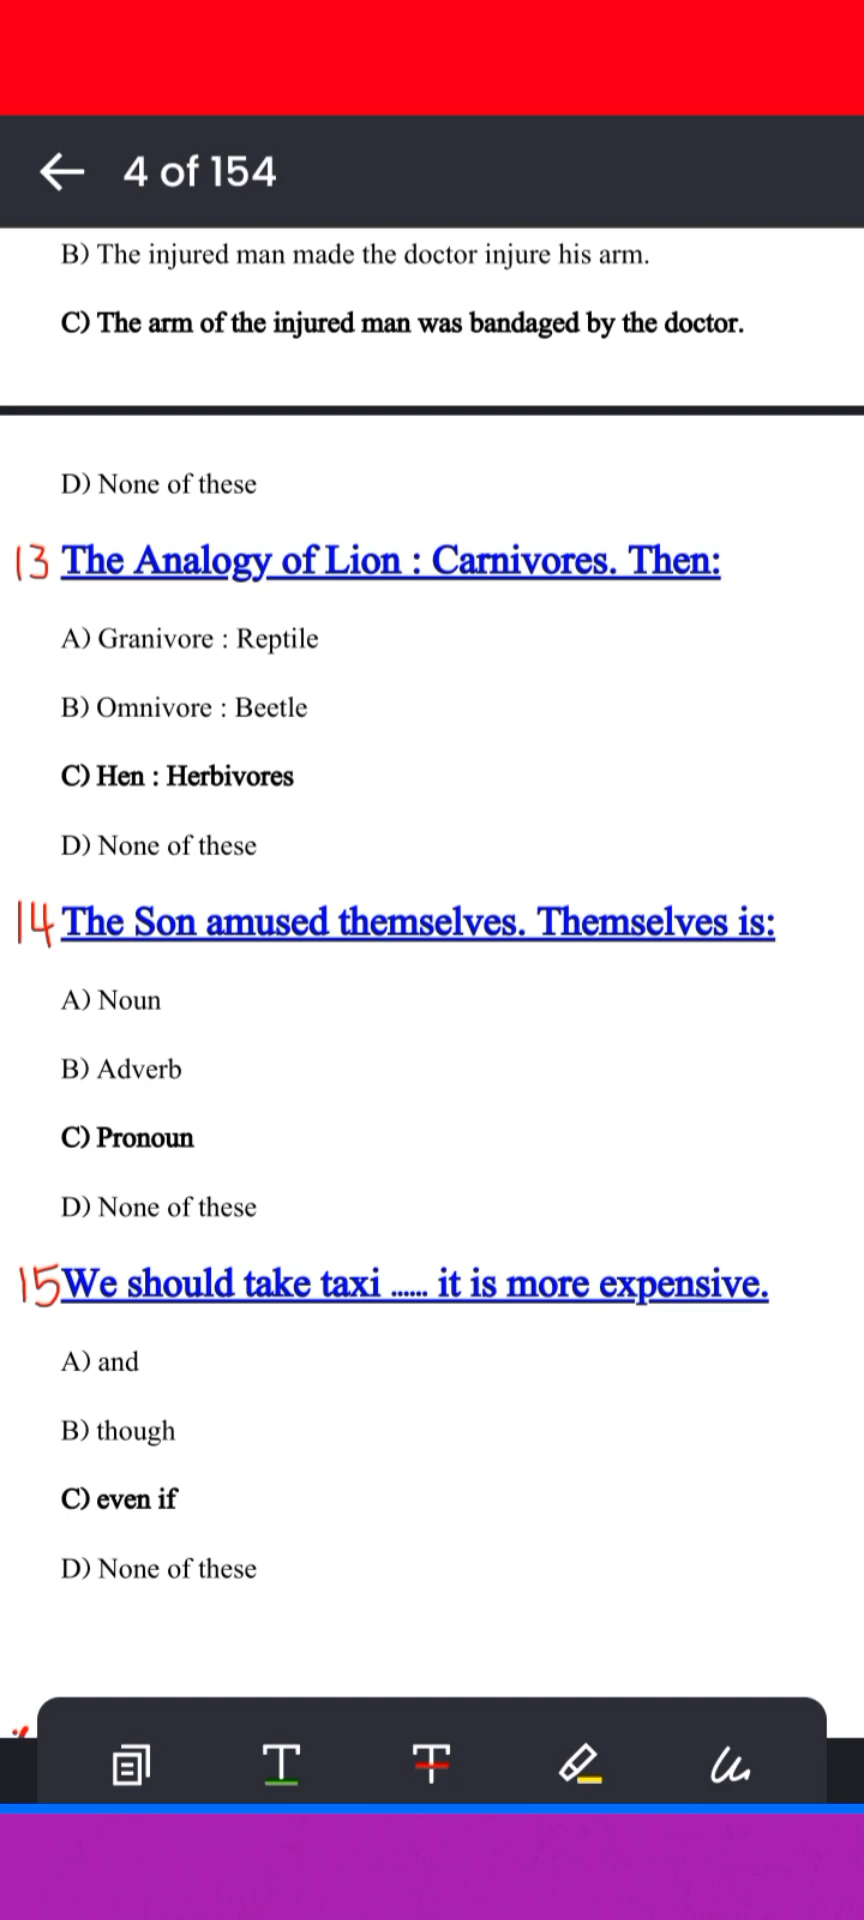 4 of 154
B) The injured man made the doctor injure his arm.
C) The arm of the injured man was bandaged by the doctor.
D) None of these
13 The Analogy of Lion : Carnivores. Then:
A) Granivore : Reptile
B) Omnivore : Beetle
C) Hen : Herbivores
D) None of these
14 The Son amused themselves. Themselves is:
A) Noun
B) Adverb
C) Pronoun
D) None of these
15 We should take taxi ...... it is more expensive.
A) and
B) though
C) even if
D) None of these